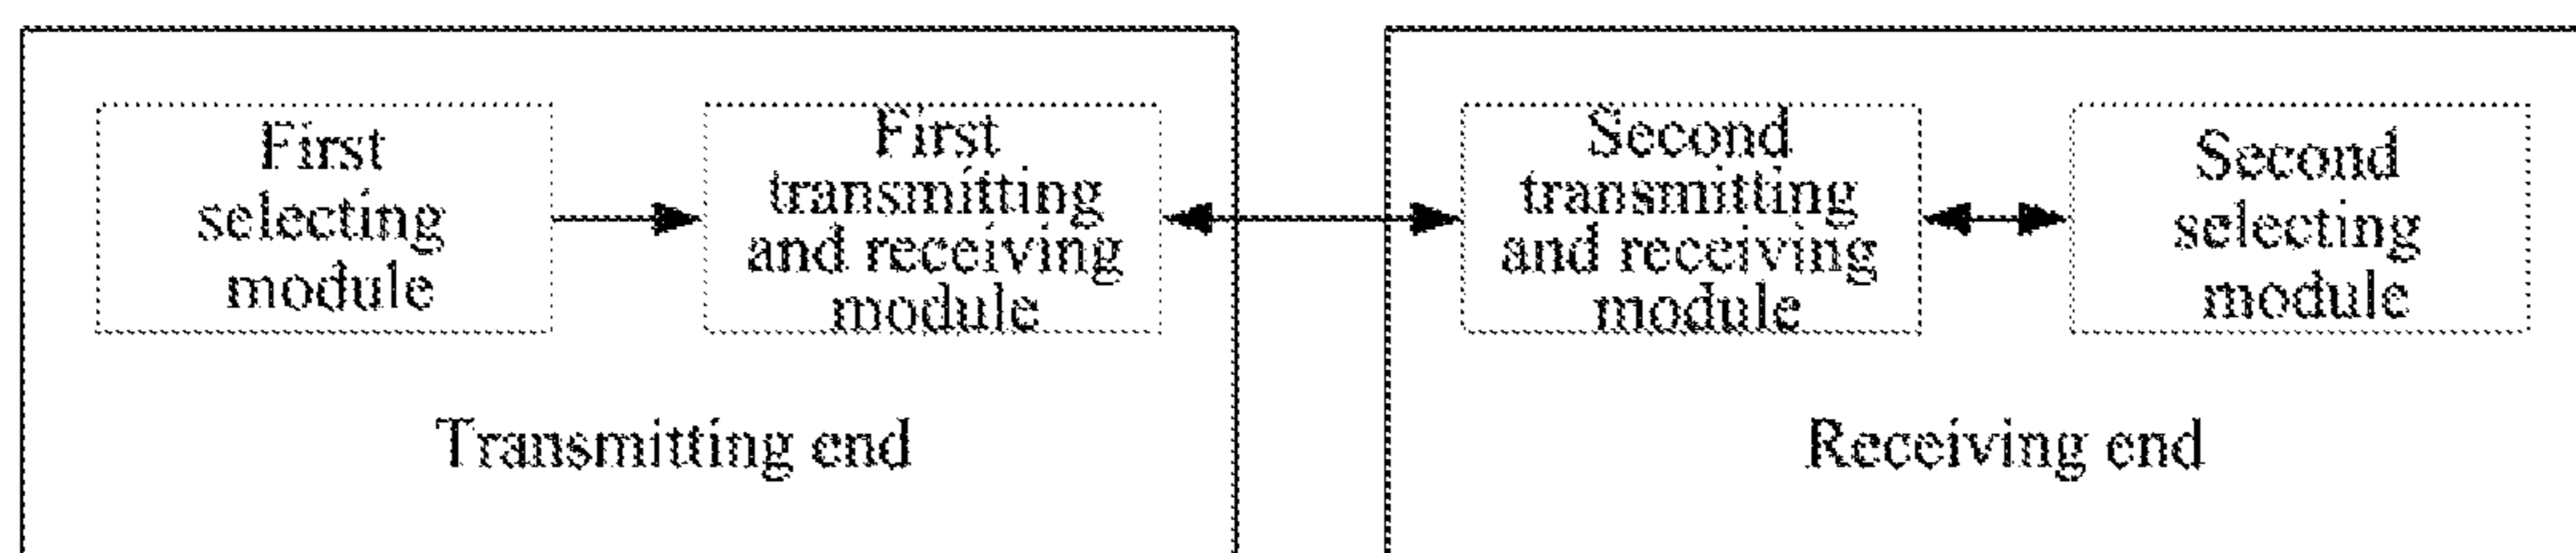 First
selecting
module
First
transmitting
and receiving
module
Second
transmitting
and receiving
module
Second
selecting
module
Transmitting end
Receiving end